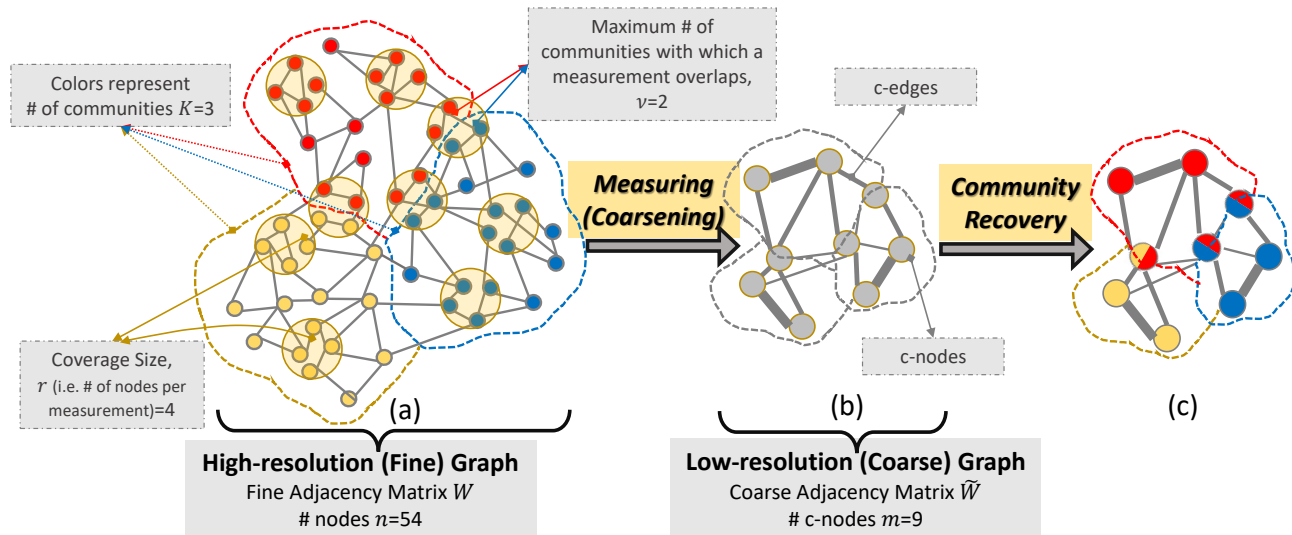 Colors represent
# of communities K=3
Maximum # of
communities with which a
measurement overlaps,
ν=2
c-edges
Measuring
(Coarsening)
Community
Recovery
Coverage Size,
r (i.e. # of nodes per
measurement)=4
c-nodes
(a)
(b)
(c)
High-resolution (Fine) Graph
Fine Adjacency Matrix W
# nodes n=54
Low-resolution (Coarse) Graph
Coarse Adjacency Matrix W̃
# c-nodes m=9